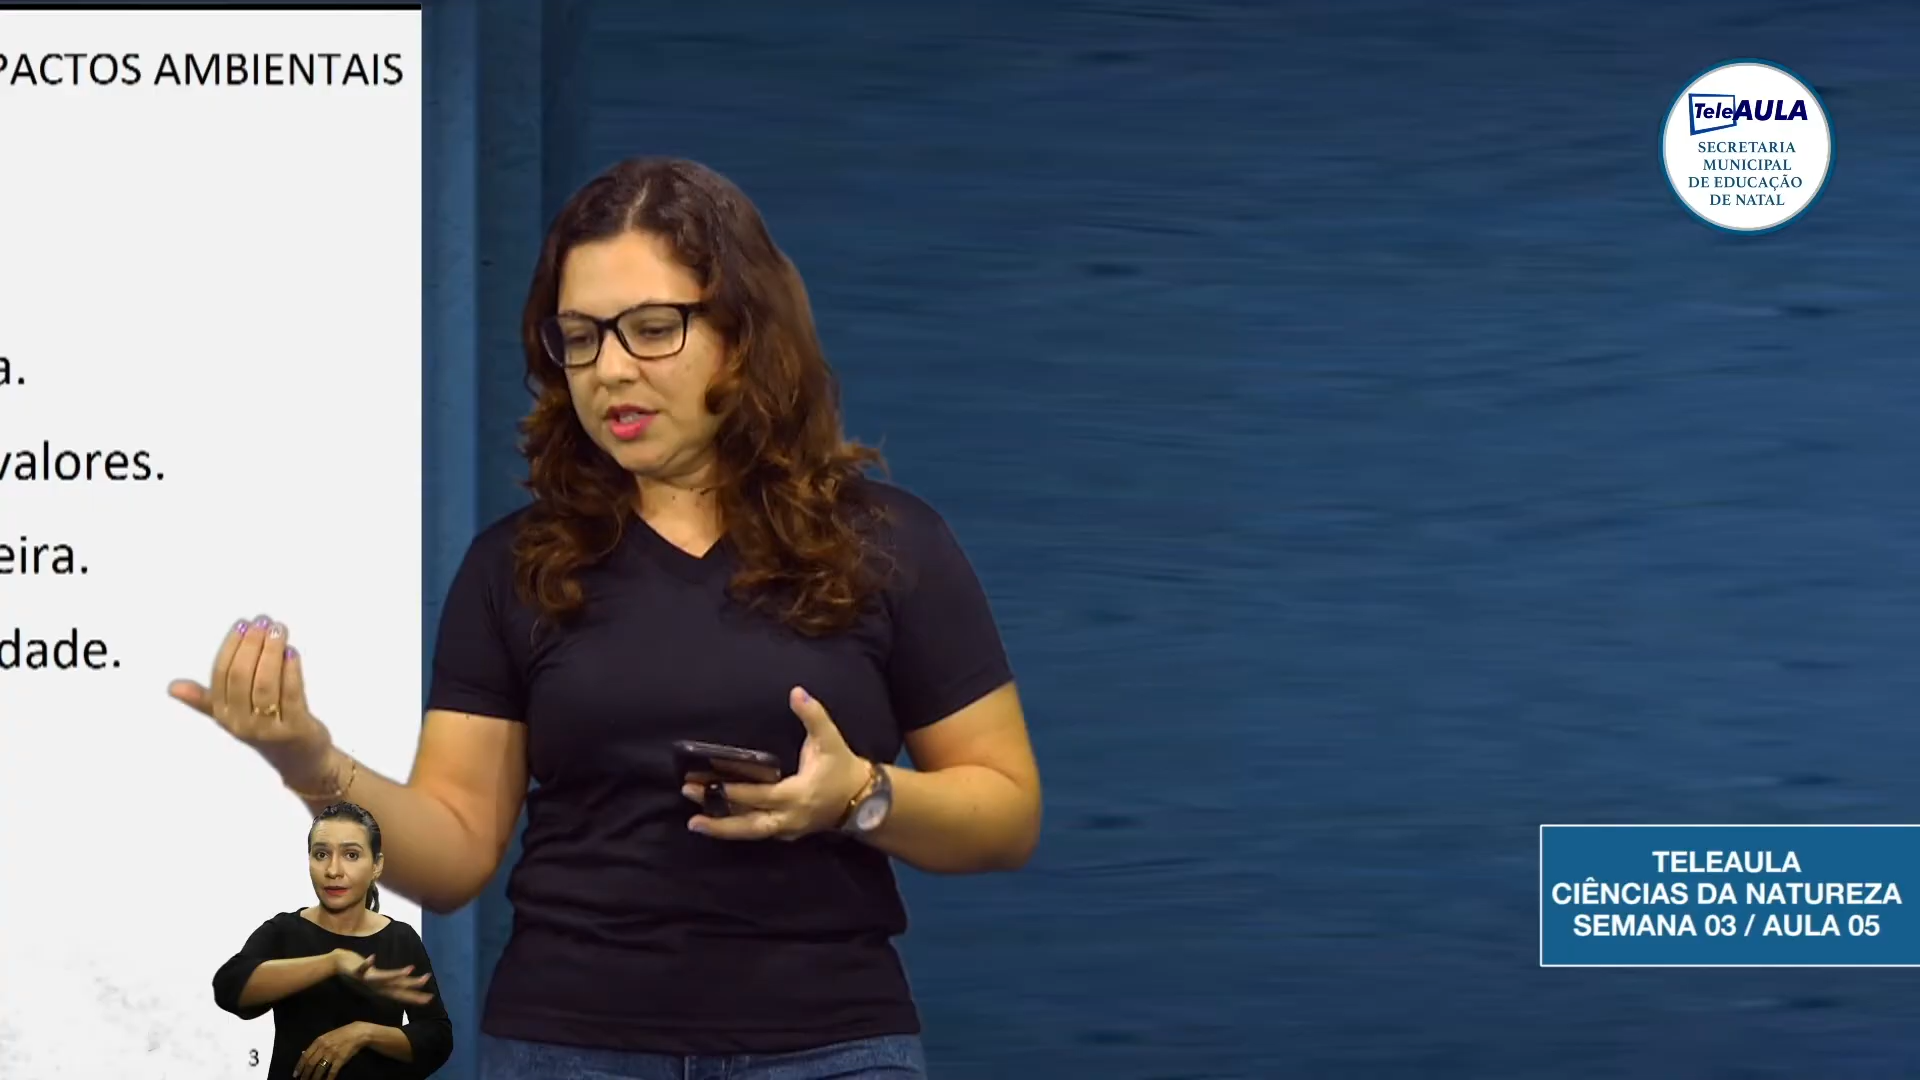 PACTOS AMBIENTAIS
a.
valores.
eira.
dade.
3
TeleAULA
SECRETARIA
MUNICIPAL
DE EDUCAÇÃO
DE NATAL
TELEAULA
CIÊNCIAS DA NATUREZA
SEMANA 03 / AULA 05